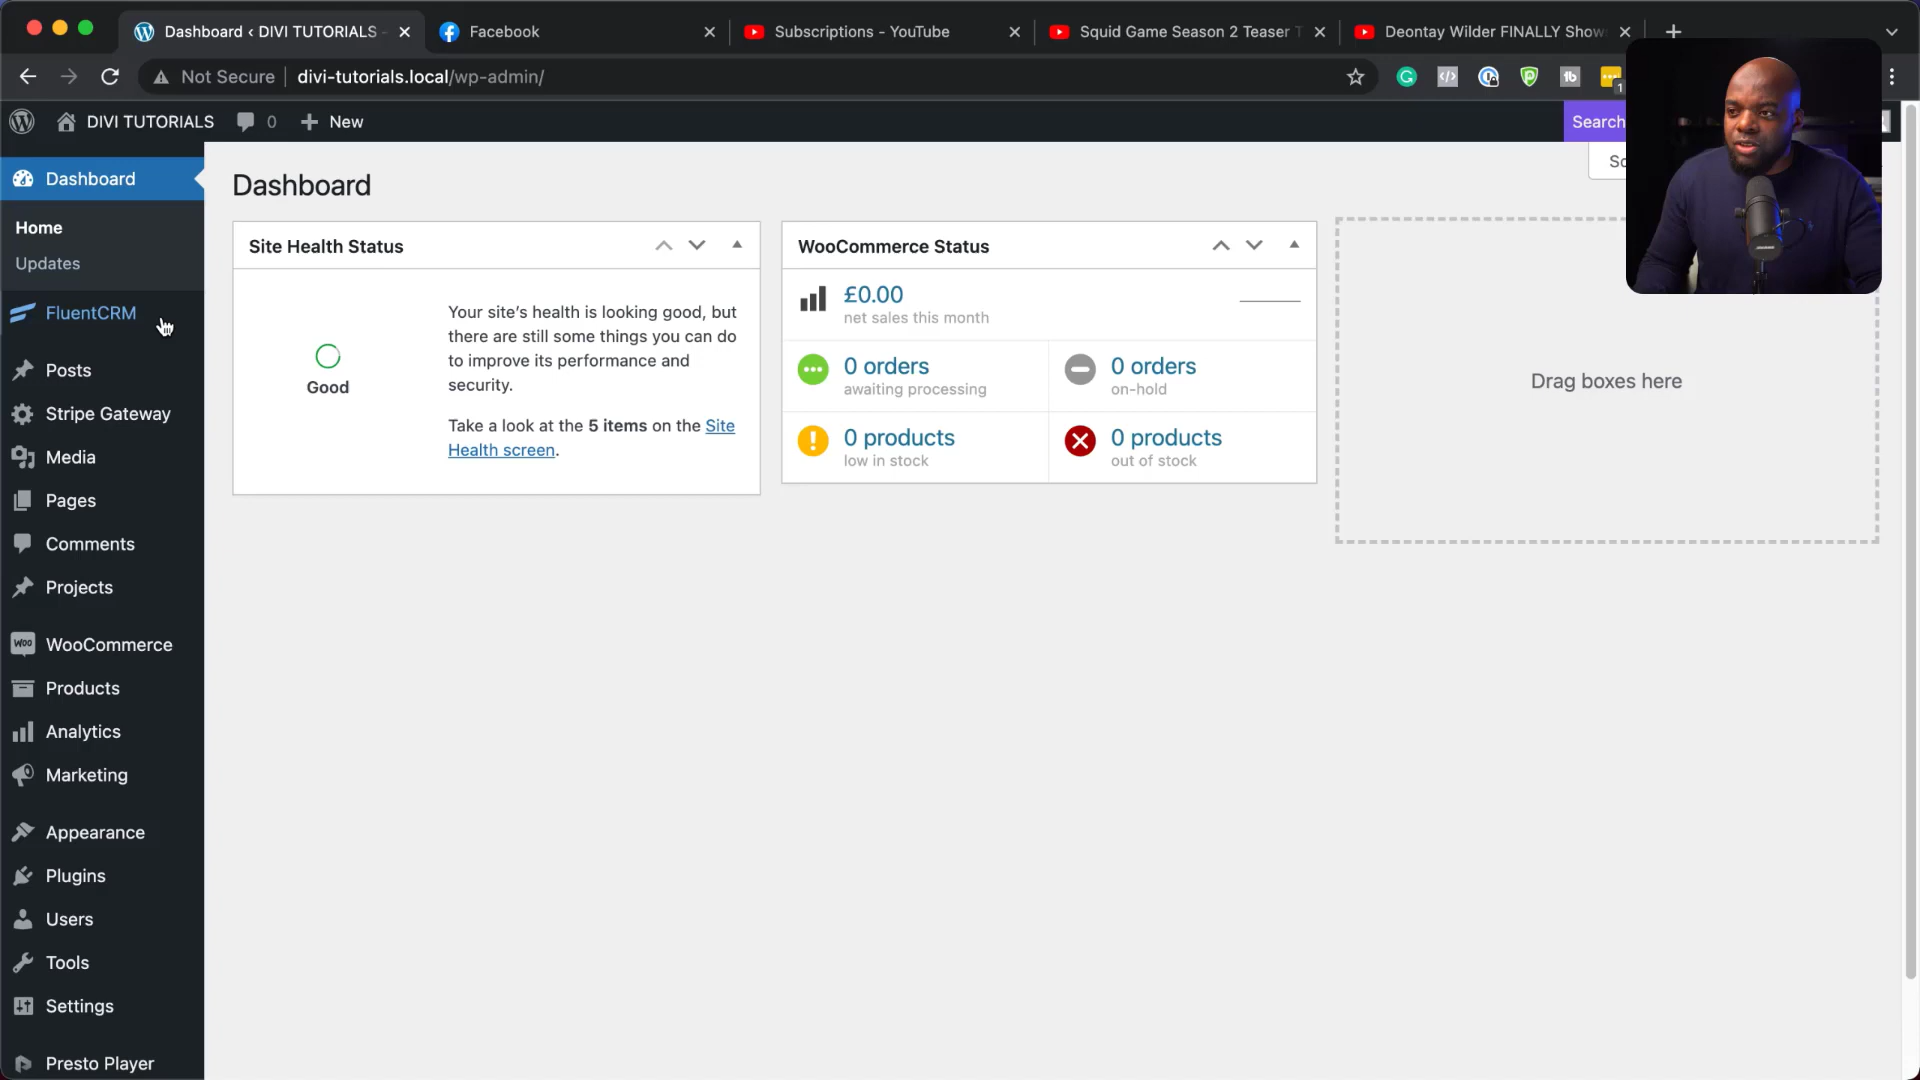 Dashboard ‹ DIVI TUTORIALS -
Facebook
Subscriptions - YouTube
Squid Game Season 2 Teaser T
Deontay Wilder FINALLY Show
Not Secure
divi-tutorials.local/wp-admin/
1
DIVI TUTORIALS
0
New
Search
Dashboard
Home
Updates
FluentCRM
Posts
Stripe Gateway
Media
Pages
Comments
Projects
WooCommerce
Products
Analytics
Marketing
Appearance
Plugins
Users
Tools
Settings
Presto Player
Dashboard
Site Health Status
Good
Your site's health is looking good, but
there are still some things you can do
to improve its performance and
security.
Take a look at the 5 items on the Site
Health screen.
WooCommerce Status
£0.00
net sales this month
0 orders
awaiting processing
0 orders
on-hold
0 products
low in stock
0 products
out of stock
Drag boxes here